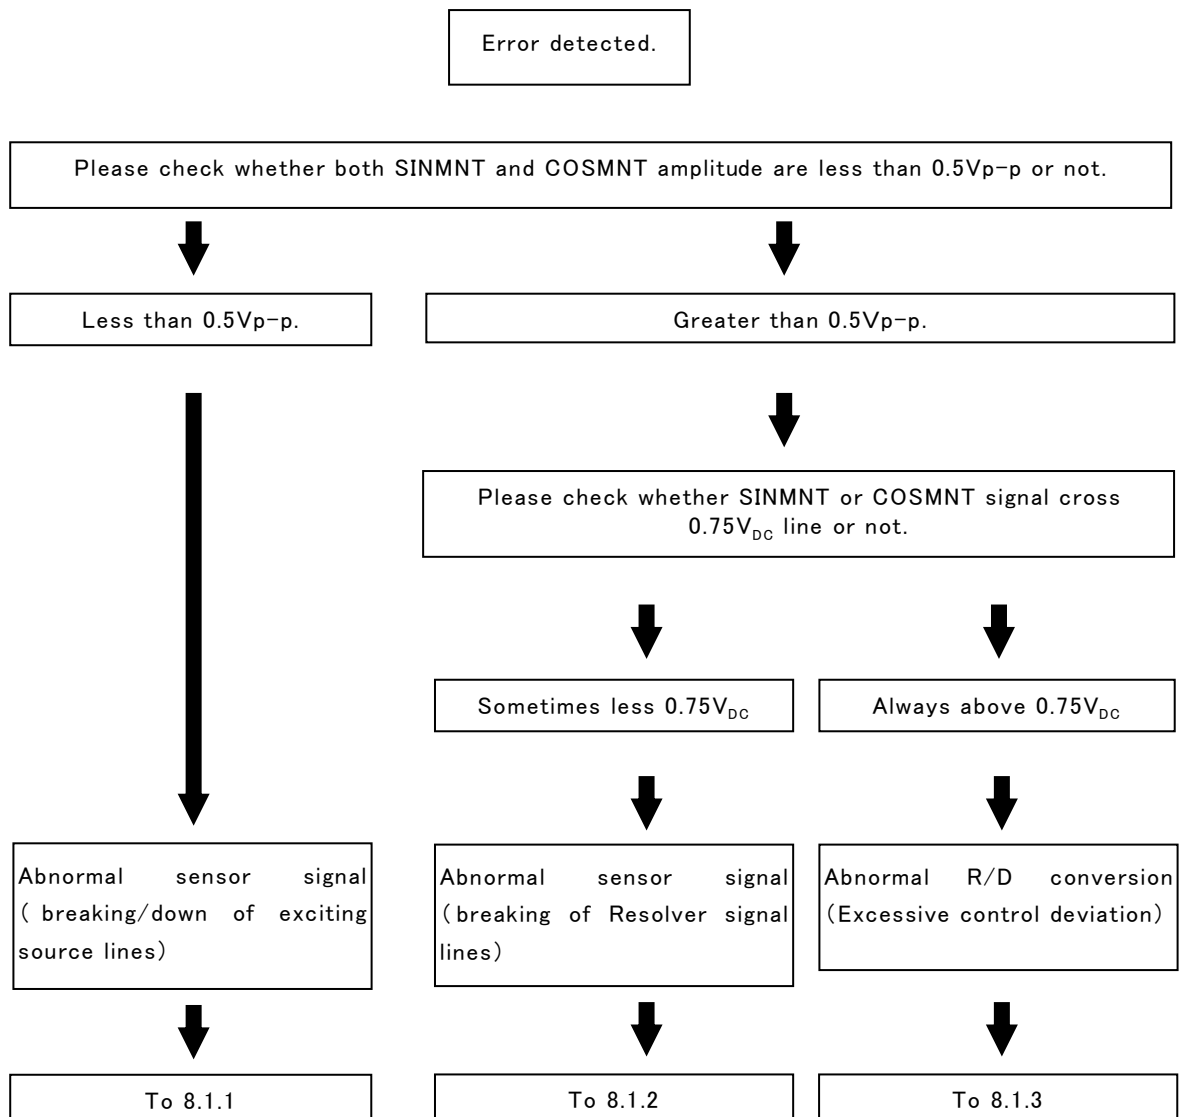 Error detected.
Please check whether both SINMNT and COSMNT amplitude are less than 0.5Vp-p or not.
Less than 0.5Vp-p.
Greater than 0.5Vp-p.
Please check whether SINMNT or COSMNT signal cross
0.75VDC line or not.
Sometimes less 0.75VDC
Always above 0.75VDC
Abnormal sensor signal
(breaking/down of exciting
source lines)
Abnormal sensor signal
(breaking of Resolver signal
lines)
Abnormal R/D conversion
(Excessive control deviation)
To 8.1.1
To 8.1.2
To 8.1.3